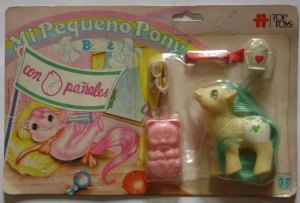 Mi Pequeño Pony
Bebé
con pañales
TOP
TOYS